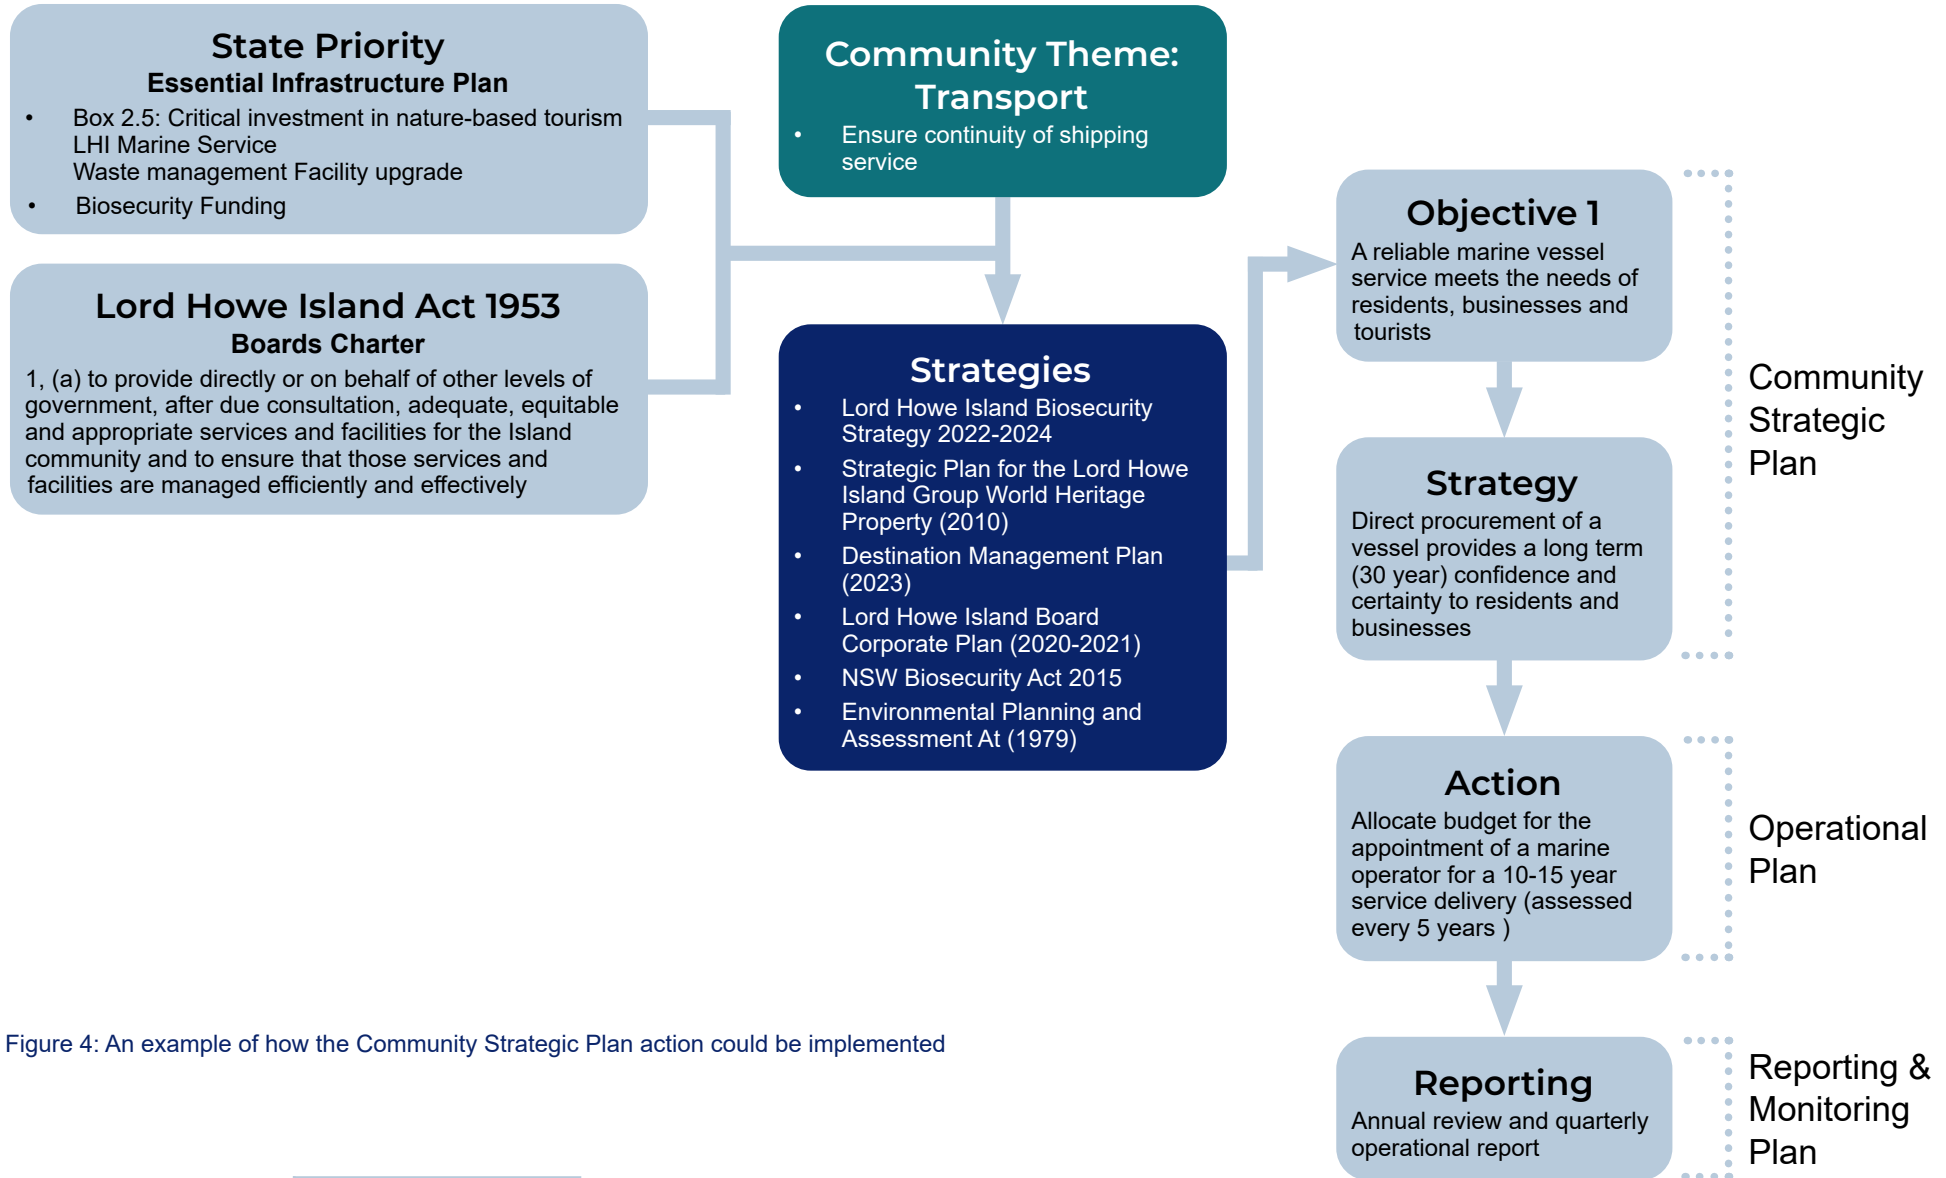 State Priority
Essential Infrastructure Plan
• Box 2.5: Critical investment in nature-based tourism
LHI Marine Service
Waste management Facility upgrade
• Biosecurity Funding
Lord Howe Island Act 1953
Boards Charter
1, (a) to provide directly or on behalf of other levels of
government, after due consultation, adequate, equitable
and appropriate services and facilities for the Island
community and to ensure that those services and
facilities are managed efficiently and effectively
Community Theme:
Transport
• Ensure continuity of shipping
service
Strategies
• Lord Howe Island Biosecurity
Strategy 2022-2024
• Strategic Plan for the Lord Howe
Island Group World Heritage
Property (2010)
• Destination Management Plan
(2023)
• Lord Howe Island Board
Corporate Plan (2020-2021)
• NSW Biosecurity Act 2015
• Environmental Planning and
Assessment At (1979)
Objective 1
A reliable marine vessel
service meets the needs of
residents, businesses and
tourists
Strategy
Direct procurement of a
vessel provides a long term
(30 year) confidence and
certainty to residents and
businesses
Community
Strategic
Plan
Action
Allocate budget for the
appointment of a marine
operator for a 10-15 year
service delivery (assessed
every 5 years )
Operational
Plan
Reporting
Annual review and quarterly
operational report
Reporting &
Monitoring
Plan
Figure 4: An example of how the Community Strategic Plan action could be implemented